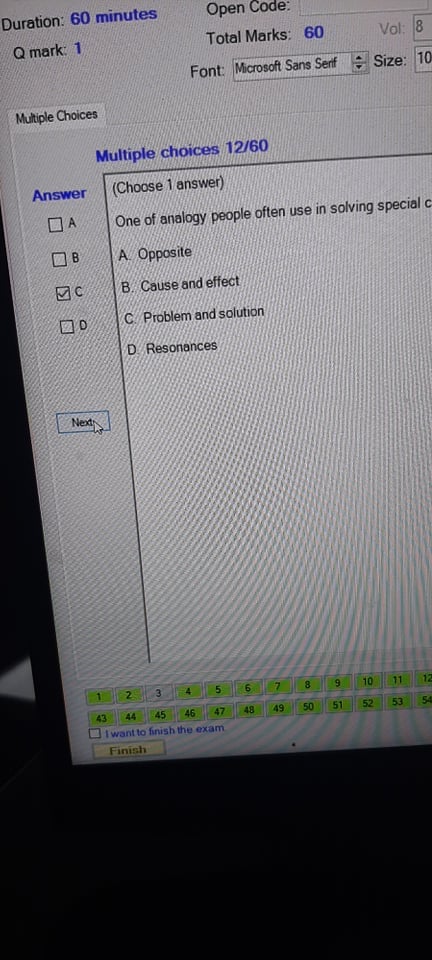 Duration: 60 minutes
Open Code:
Q mark: 1
Total Marks: 60
Vol: 8
Font: Microsoft Sans Serif
Size: 10
Multiple Choices
Multiple choices 12/60
Answer
(Choose 1 answer)
A
One of analogy people often use in solving special c
B
A. Opposite
C
B. Cause and effect
D
C. Problem and solution
D. Resonances
Next
1 2 3 4 5 6 7 8 9 10 11 12
43 44 45 46 47 48 49 50 51 52 53 54
I want to finish the exam
Finish